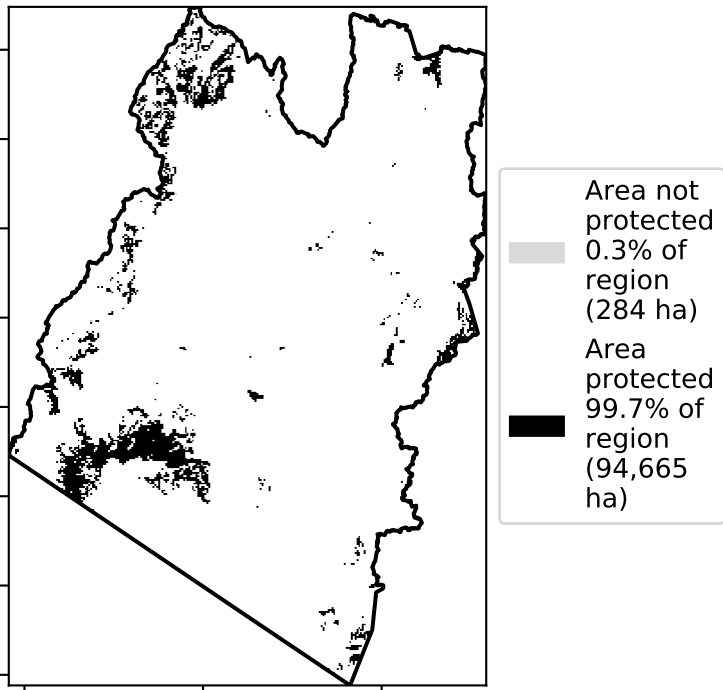 Area not
protected
0.3% of
region
(284 ha)
Area
protected
99.7% of
region
(94,665
ha)